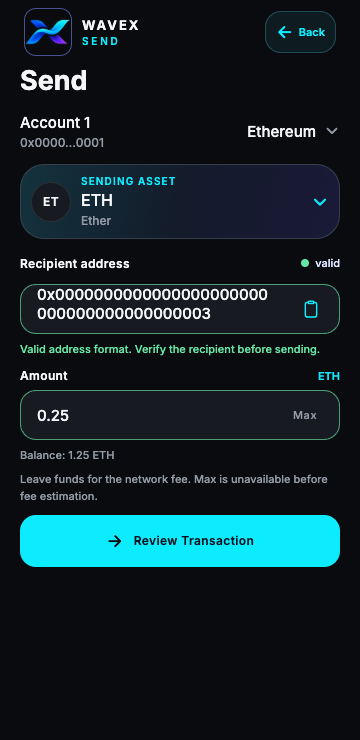 WAVEX
SEND
Back
Send
Account 1
0x0000...0001
Ethereum
SENDING ASSET
ET
ETH
Ether
Recipient address
valid
0x00000000000000000000000
00000000000000003
Valid address format. Verify the recipient before sending.
Amount
ETH
0.25
Max
Balance: 1.25 ETH
Leave funds for the network fee. Max is unavailable before
fee estimation.
Review Transaction